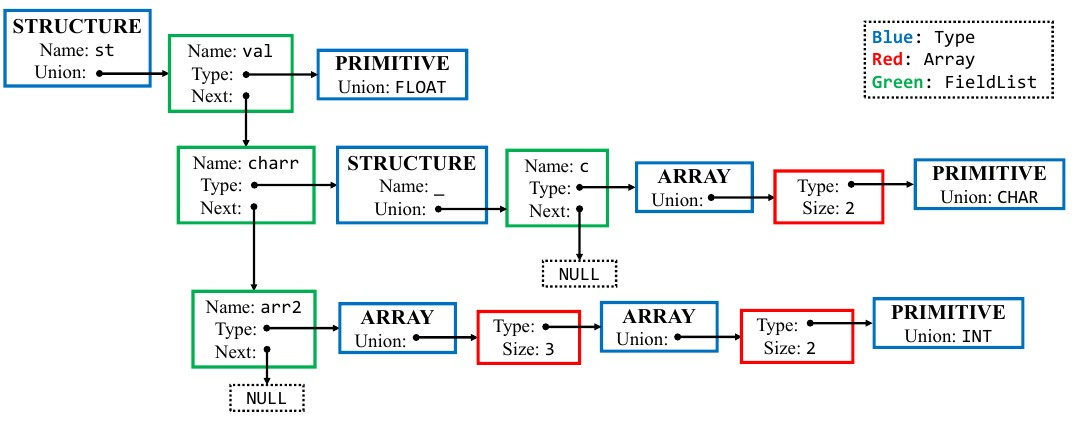 STRUCTURE
Name: st
Union:
Name: val
Type:
Next:
PRIMITIVE
Union: FLOAT
Blue: Type
Red: Array
Green: FieldList
Name: charr
Type:
Next:
STRUCTURE
Name: _
Union:
Name: c
Type:
Next:
ARRAY
Union:
Type:
Size: 2
PRIMITIVE
Union: CHAR
NULL
Name: arr2
Type:
Next:
ARRAY
Union:
Type:
Size: 3
ARRAY
Union:
Type:
Size: 2
PRIMITIVE
Union: INT
NULL